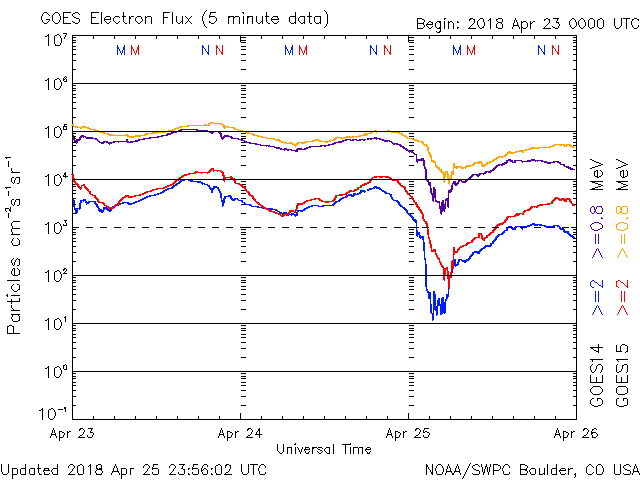 GOES Electron Flux (5 minute data)
Begin: 2018 Apr 23 0000 UTC
M M N N M M N N M M N N
10⁷
10⁶
10⁵
10⁴
10³
10²
10¹
10⁰
10⁻¹
Particles cm⁻²s⁻¹sr⁻¹
Apr 23 Apr 24 Apr 25 Apr 26
Universal Time
GOES14 >=2 >=0.8 MeV
GOES15 >=2 >=0.8 MeV
Updated 2018 Apr 25 23:56:02 UTC
NOAA/SWPC Boulder, CO USA